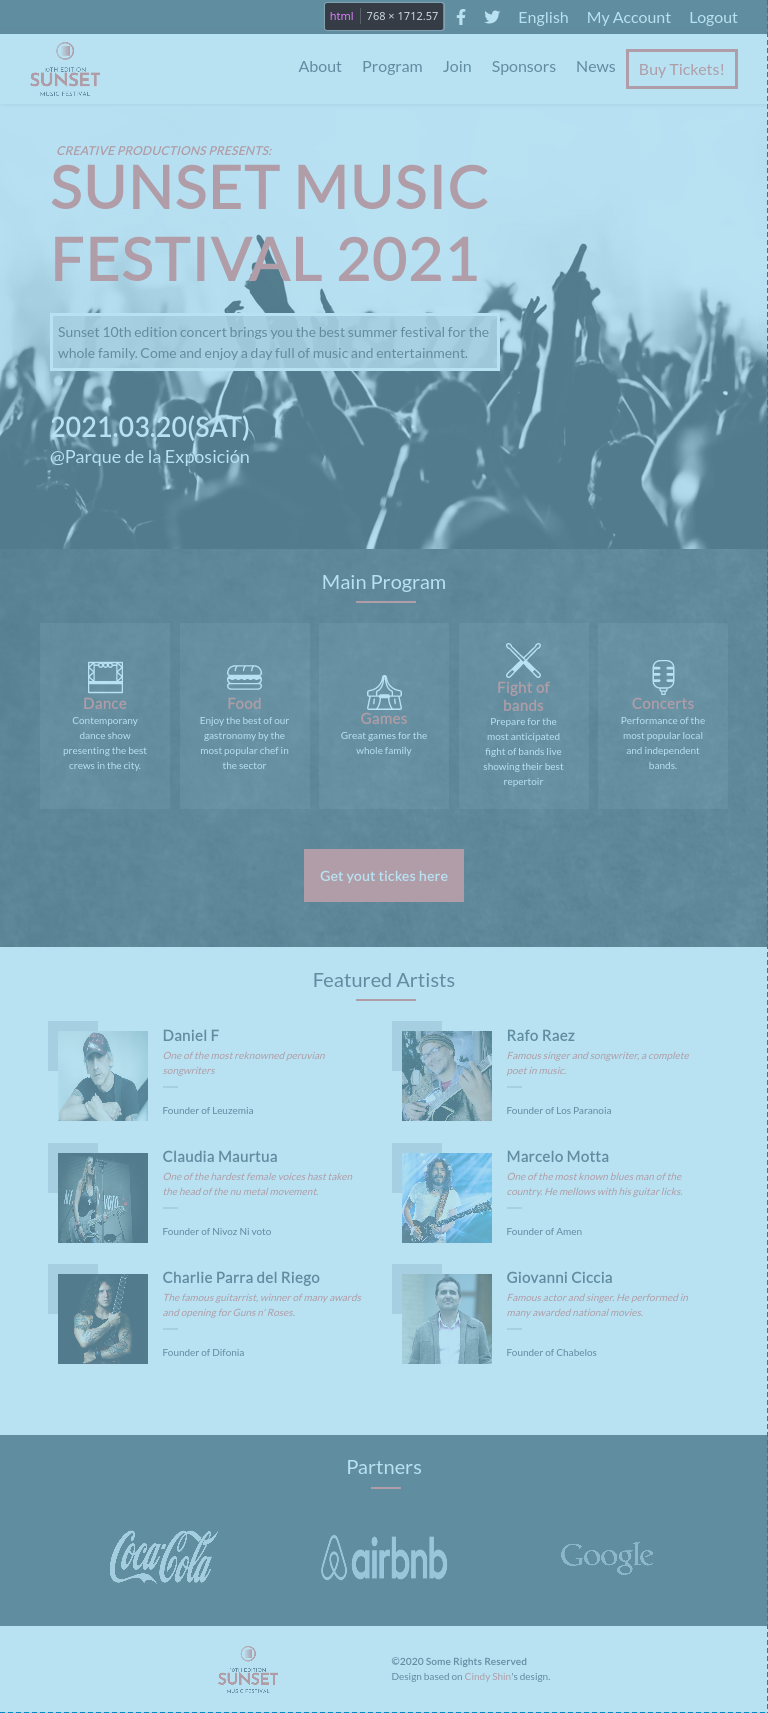 html 768 × 1712.57
English My Account Logout
10TH EDITION
SUNSET
MUSIC FESTIVAL
About Program Join Sponsors News Buy Tickets!
CREATIVE PRODUCTIONS PRESENTS:
SUNSET MUSIC
FESTIVAL 2021
Sunset 10th edition concert brings you the best summer festival for the
whole family. Come and enjoy a day full of music and entertainment.
2021.03.20(SAT)
@Parque de la Exposición
Main Program
Dance
Contemporany
dance show
presenting the best
crews in the city.
Food
Enjoy the best of our
gastronomy by the
most popular chef in
the sector
Games
Great games for the
whole family
Fight of
bands
Prepare for the
most anticipated
fight of bands live
showing their best
repertoir
Concerts
Performance of the
most popular local
and independent
bands.
Get yout tickes here
Featured Artists
Daniel F
One of the most reknowned peruvian
songwriters
Founder of Leuzemia
Rafo Raez
Famous singer and songwriter, a complete
poet in music.
Founder of Los Paranoia
Claudia Maurtua
One of the hardest female voices hast taken
the head of the nu metal movement.
Founder of Nivoz Ni voto
Marcelo Motta
One of the most known blues man of the
country. He mellows with his guitar licks.
Founder of Amen
Charlie Parra del Riego
The famous guitarrist, winner of many awards
and opening for Guns n' Roses.
Founder of Difonia
Giovanni Ciccia
Famous actor and singer. He performed in
many awarded national movies.
Founder of Chabelos
Partners
Coca-Cola airbnb Google
10TH EDITION
SUNSET
MUSIC FESTIVAL
©2020 Some Rights Reserved
Design based on Cindy Shin's design.